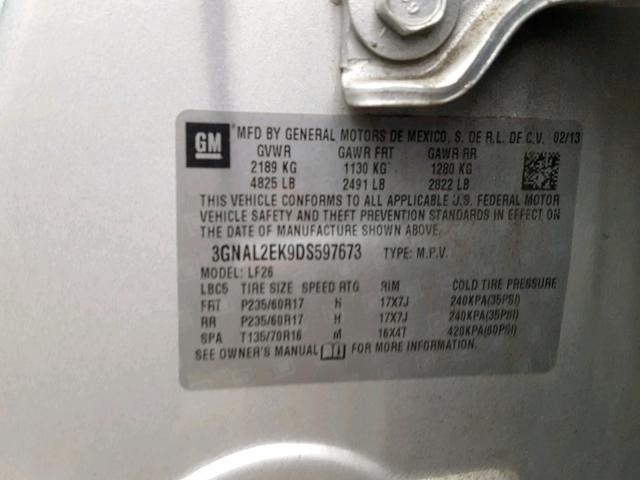 GM MFD BY GENERAL MOTORS DE MEXICO, S. DE R.L. DE C.V. 02/13
GVWR GAWR FRT GAWR RR
2189 KG 1130 KG 1280 KG
4825 LB 2491 LB 2822 LB
THIS VEHICLE CONFORMS TO ALL APPLICABLE U.S. FEDERAL MOTOR
VEHICLE SAFETY AND THEFT PREVENTION STANDARDS IN EFFECT ON
THE DATE OF MANUFACTURE SHOWN ABOVE.
3GNAL2EK9DS597673 TYPE: M.P.V.
MODEL: LF26
LBC5 TIRE SIZE SPEED RTG RIM COLD TIRE PRESSURE
FRT P235/60R17 H 17X7J 240KPA(35PSI)
RR P235/60R17 H 17X7J 240KPA(35PSI)
SPA T135/70R16 M 16X4T 420KPA(60PSI)
SEE OWNER'S MANUAL FOR MORE INFORMATION.